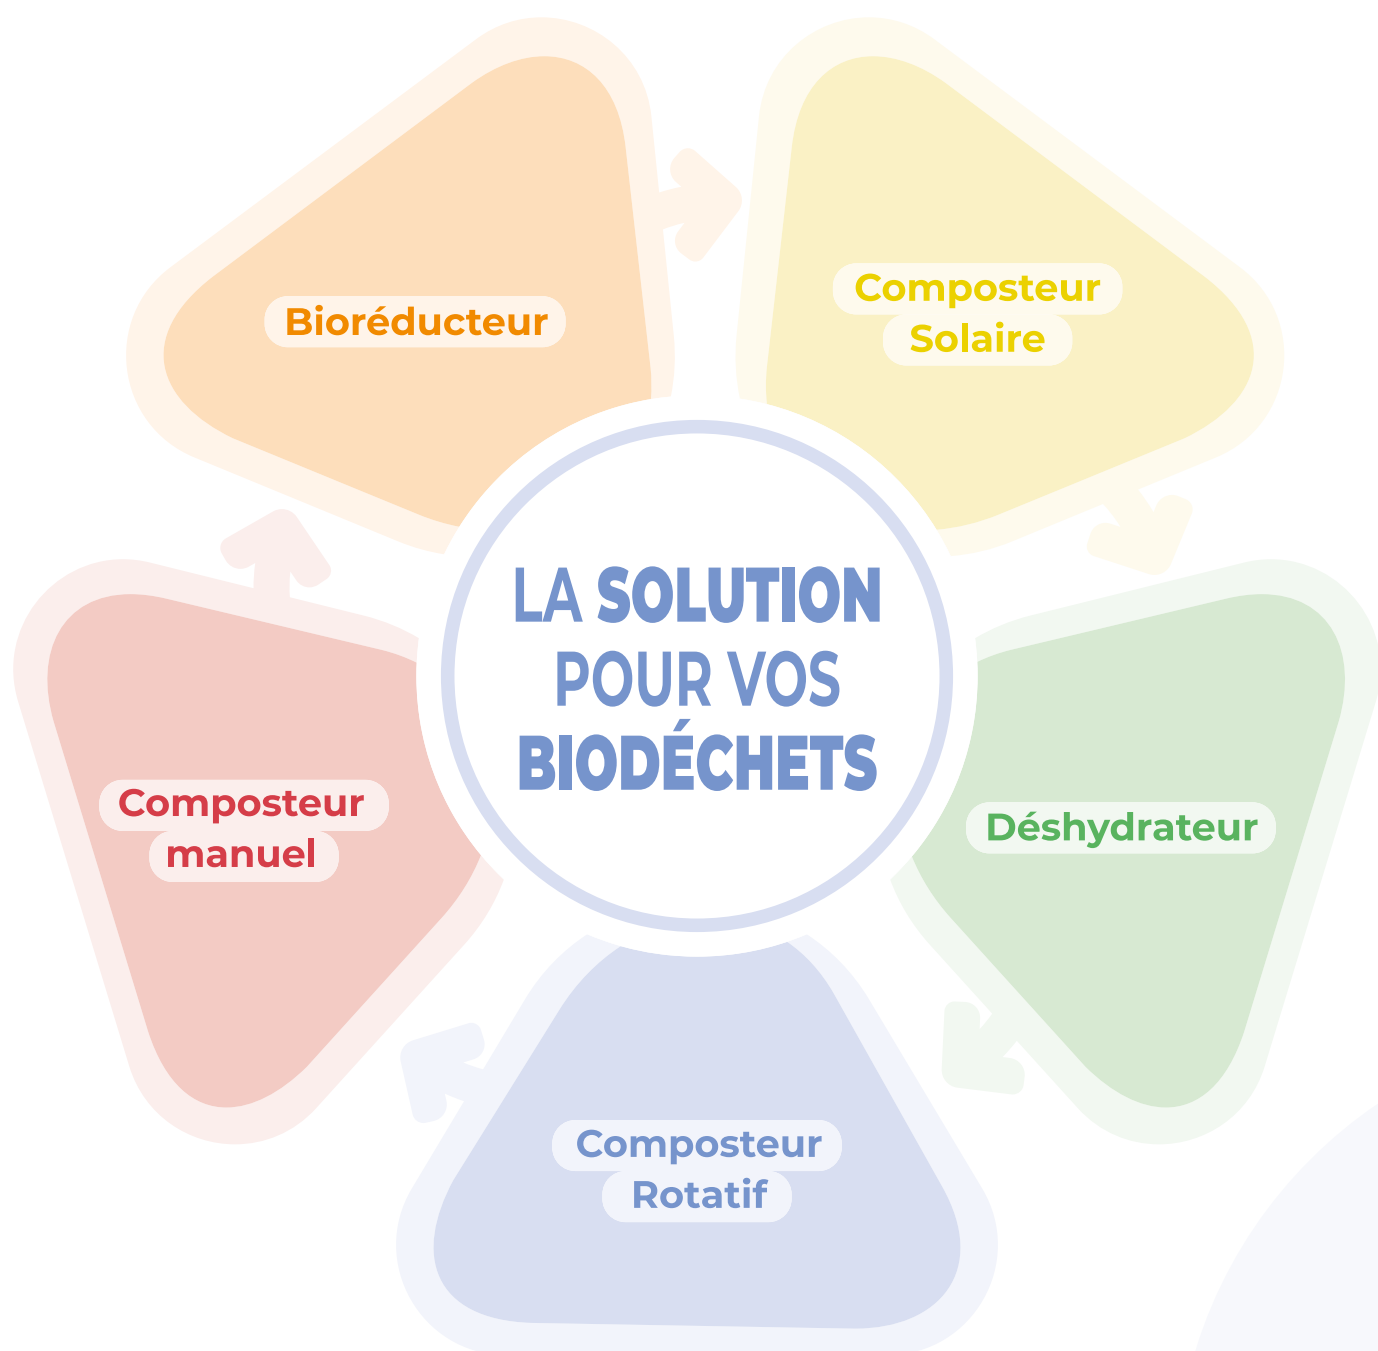 Bioréducteur
Composteur
Solaire
LA SOLUTION
POUR VOS
BIODÉCHETS
Composteur
manuel
Déshydrateur
Composteur
Rotatif